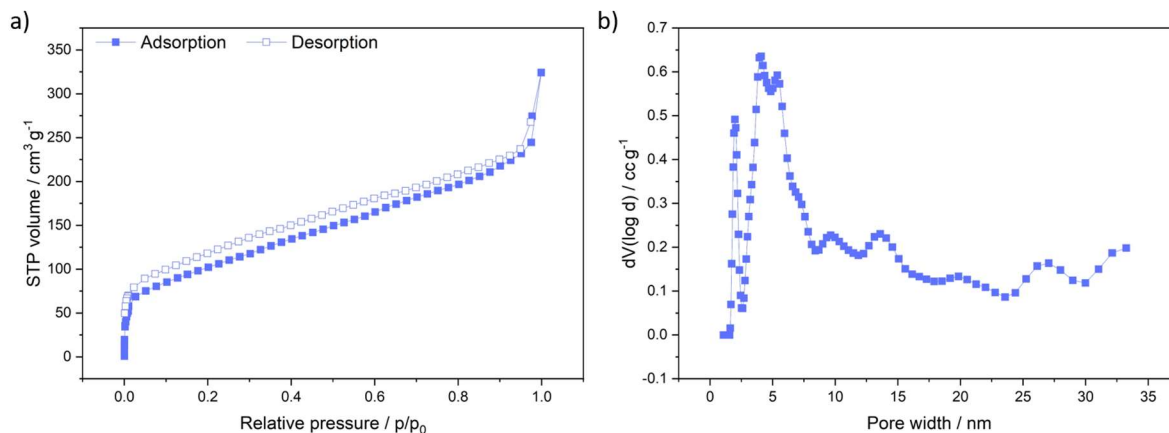 a)
Adsorption
Desorption
350
300
250
200
150
100
50
0
STP volume / cm³ g⁻¹
0.0 0.2 0.4 0.6 0.8 1.0
Relative pressure / p/p₀
b)
0.7
0.6
0.5
0.4
0.3
0.2
0.1
0.0
-0.1
dV(log d) / cc g⁻¹
0 5 10 15 20 25 30 35
Pore width / nm